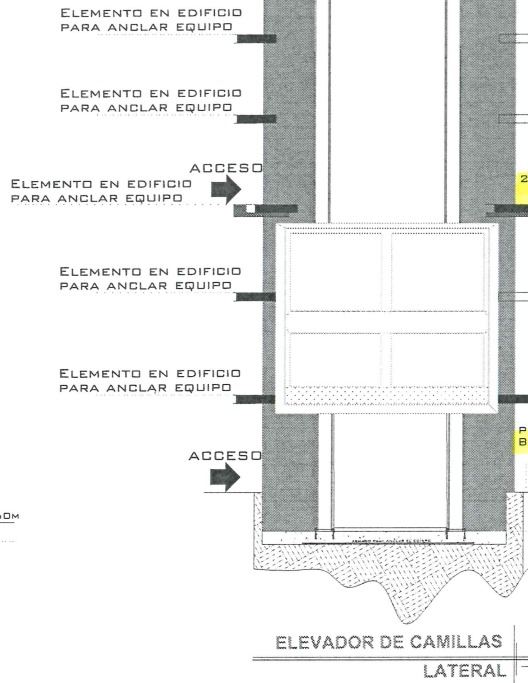 ELEMENTO EN EDIFICIO
PARA ANCLAR EQUIPO
ELEMENTO EN EDIFICIO
PARA ANCLAR EQUIPO
ACCESO
ELEMENTO EN EDIFICIO
PARA ANCLAR EQUIPO
2
ELEMENTO EN EDIFICIO
PARA ANCLAR EQUIPO
ELEMENTO EN EDIFICIO
PARA ANCLAR EQUIPO
P
B
ACCESO
ELEVADOR DE CAMILLAS
LATERAL